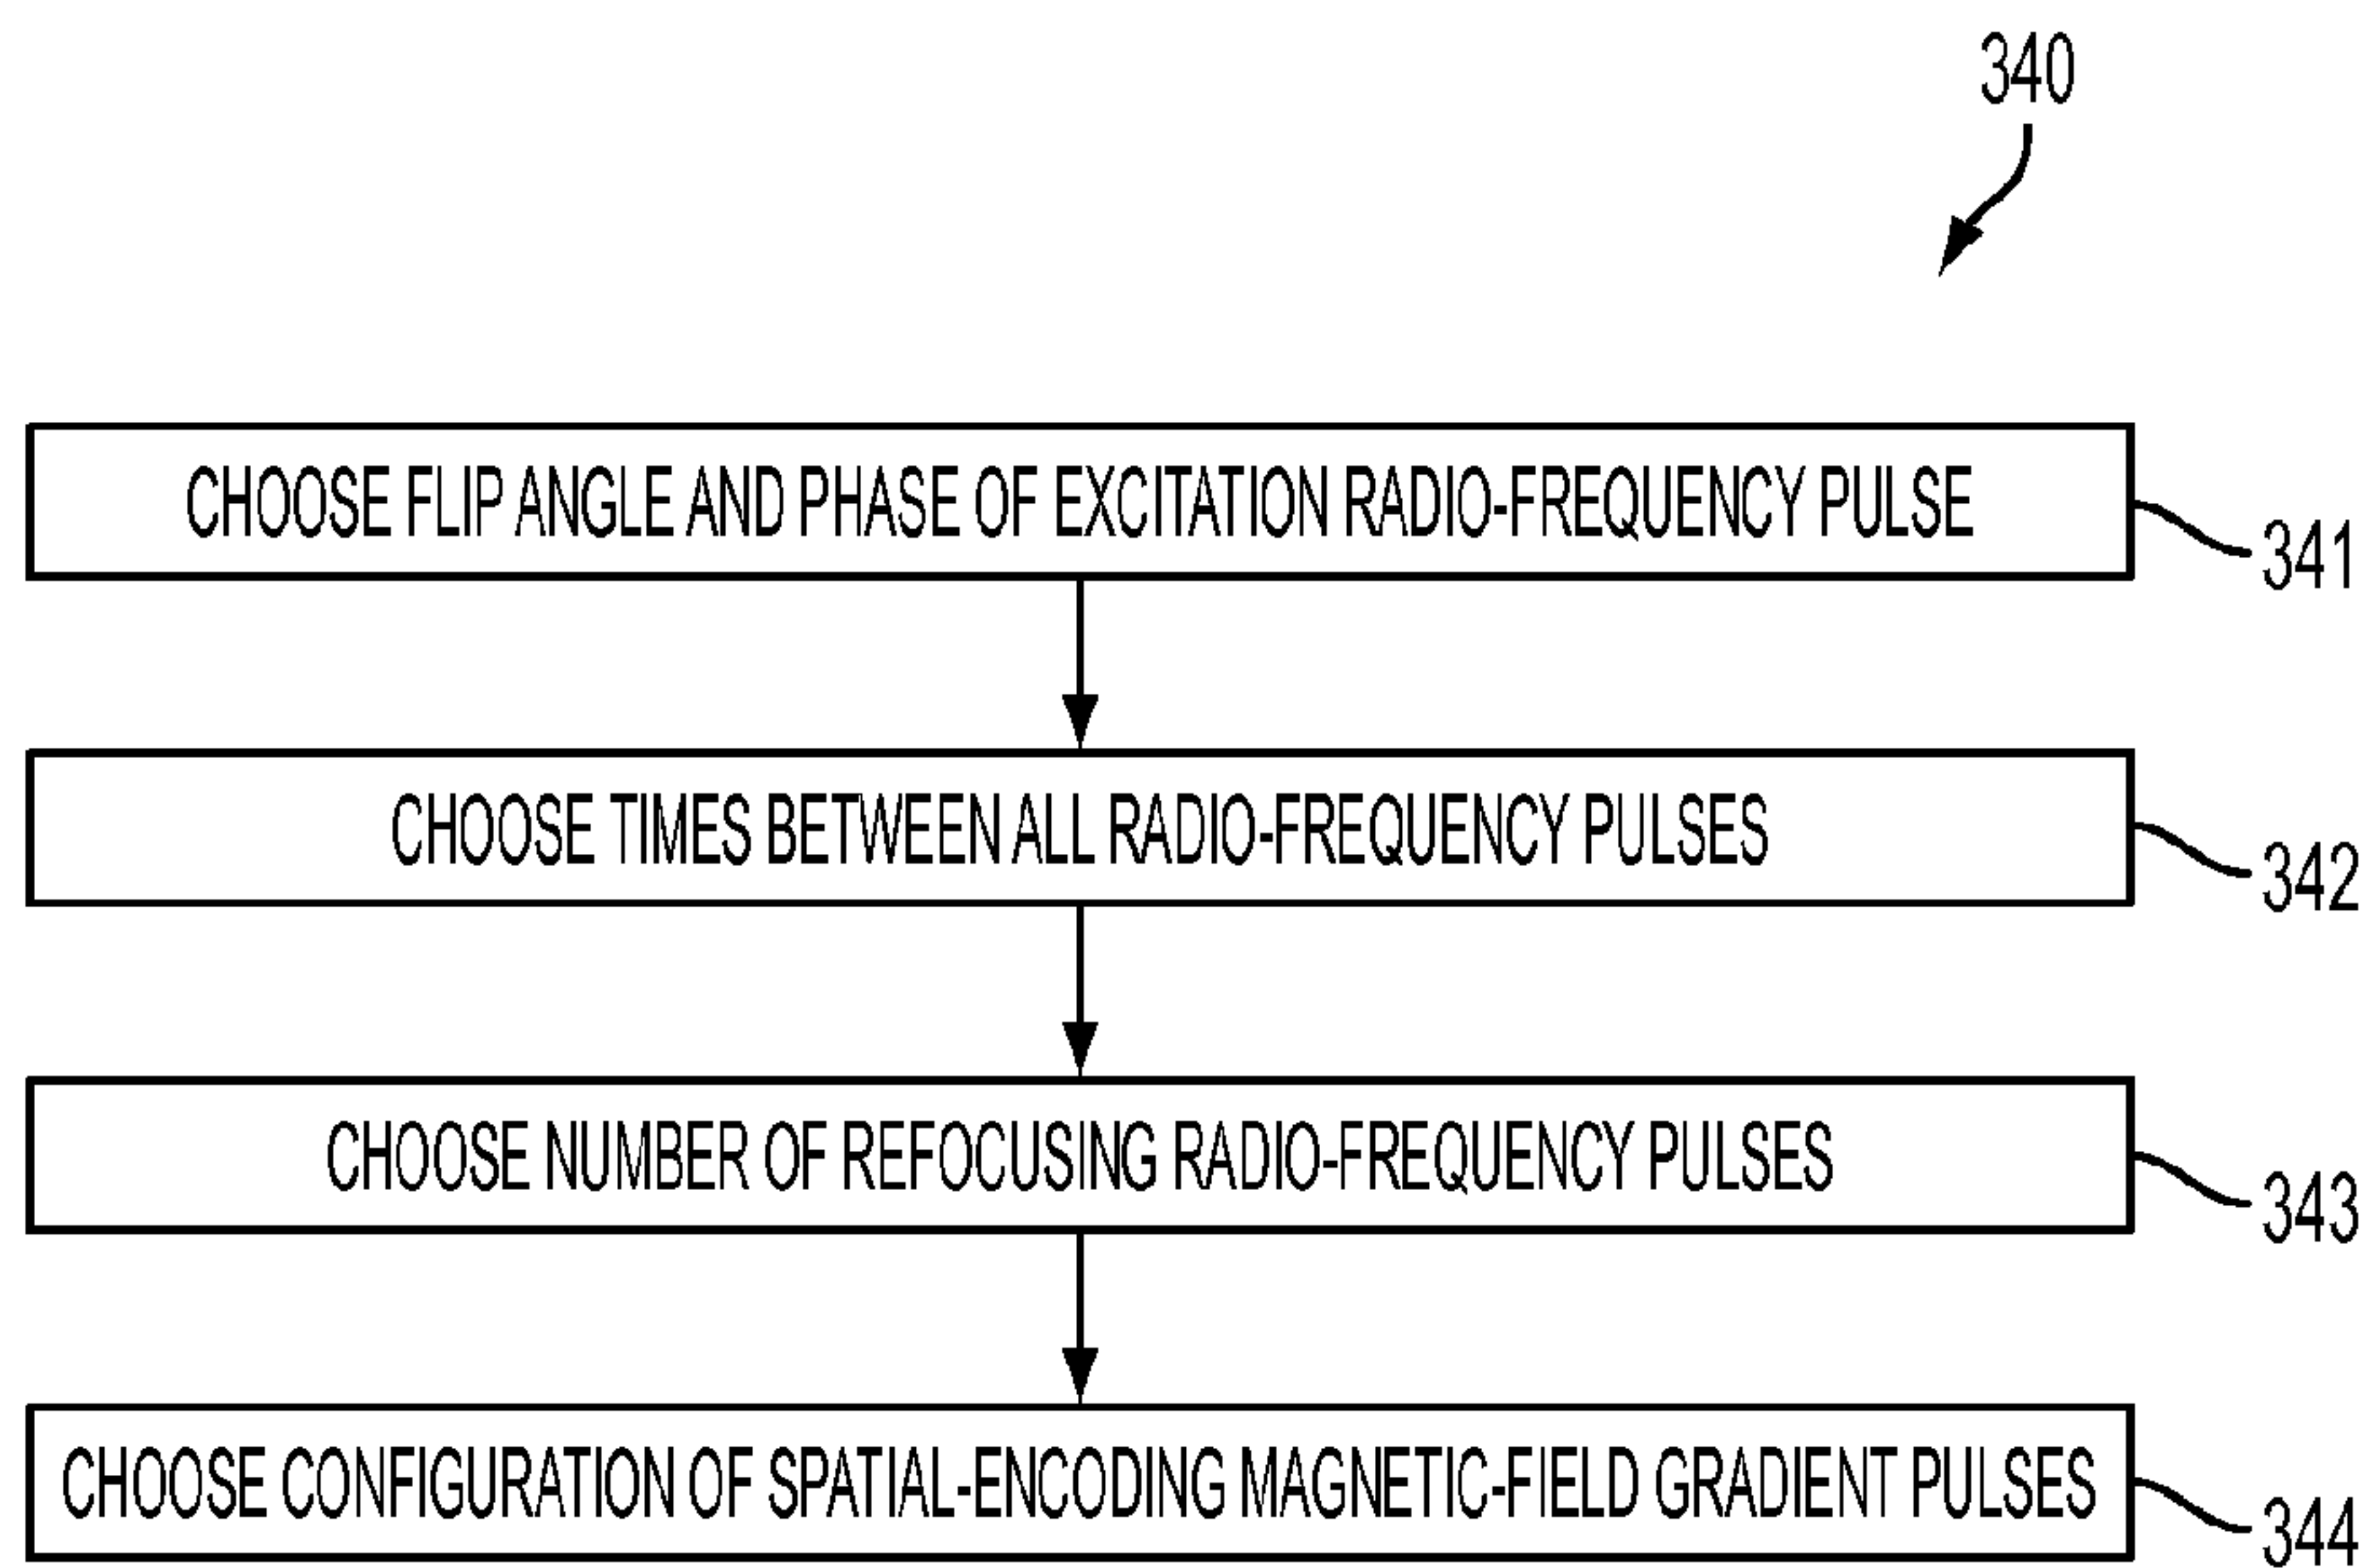 340
CHOOSE FLIP ANGLE AND PHASE OF EXCITATION RADIO-FREQUENCY PULSE
341
CHOOSE TIMES BETWEEN ALL RADIO-FREQUENCY PULSES
342
CHOOSE NUMBER OF REFOCUSING RADIO-FREQUENCY PULSES
343
CHOOSE CONFIGURATION OF SPATIAL-ENCODING MAGNETIC-FIELD GRADIENT PULSES
344